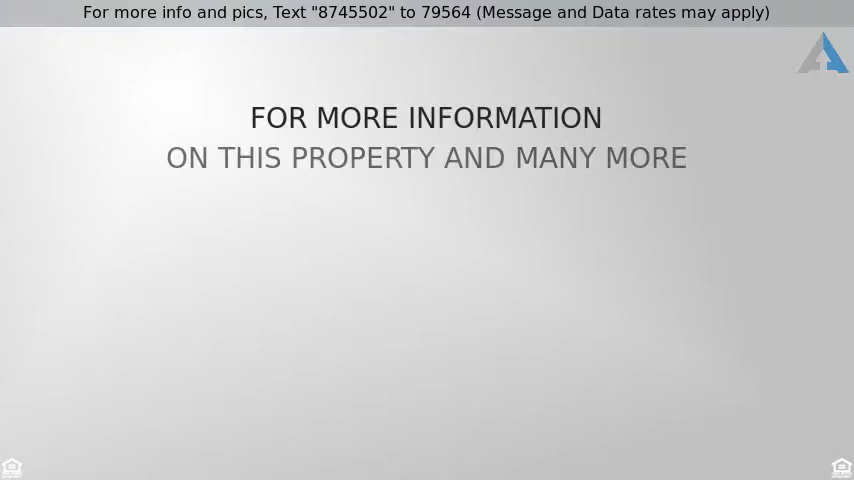 For more info and pics, Text "8745502" to 79564 (Message and Data rates may apply)
FOR MORE INFORMATION
ON THIS PROPERTY AND MANY MORE